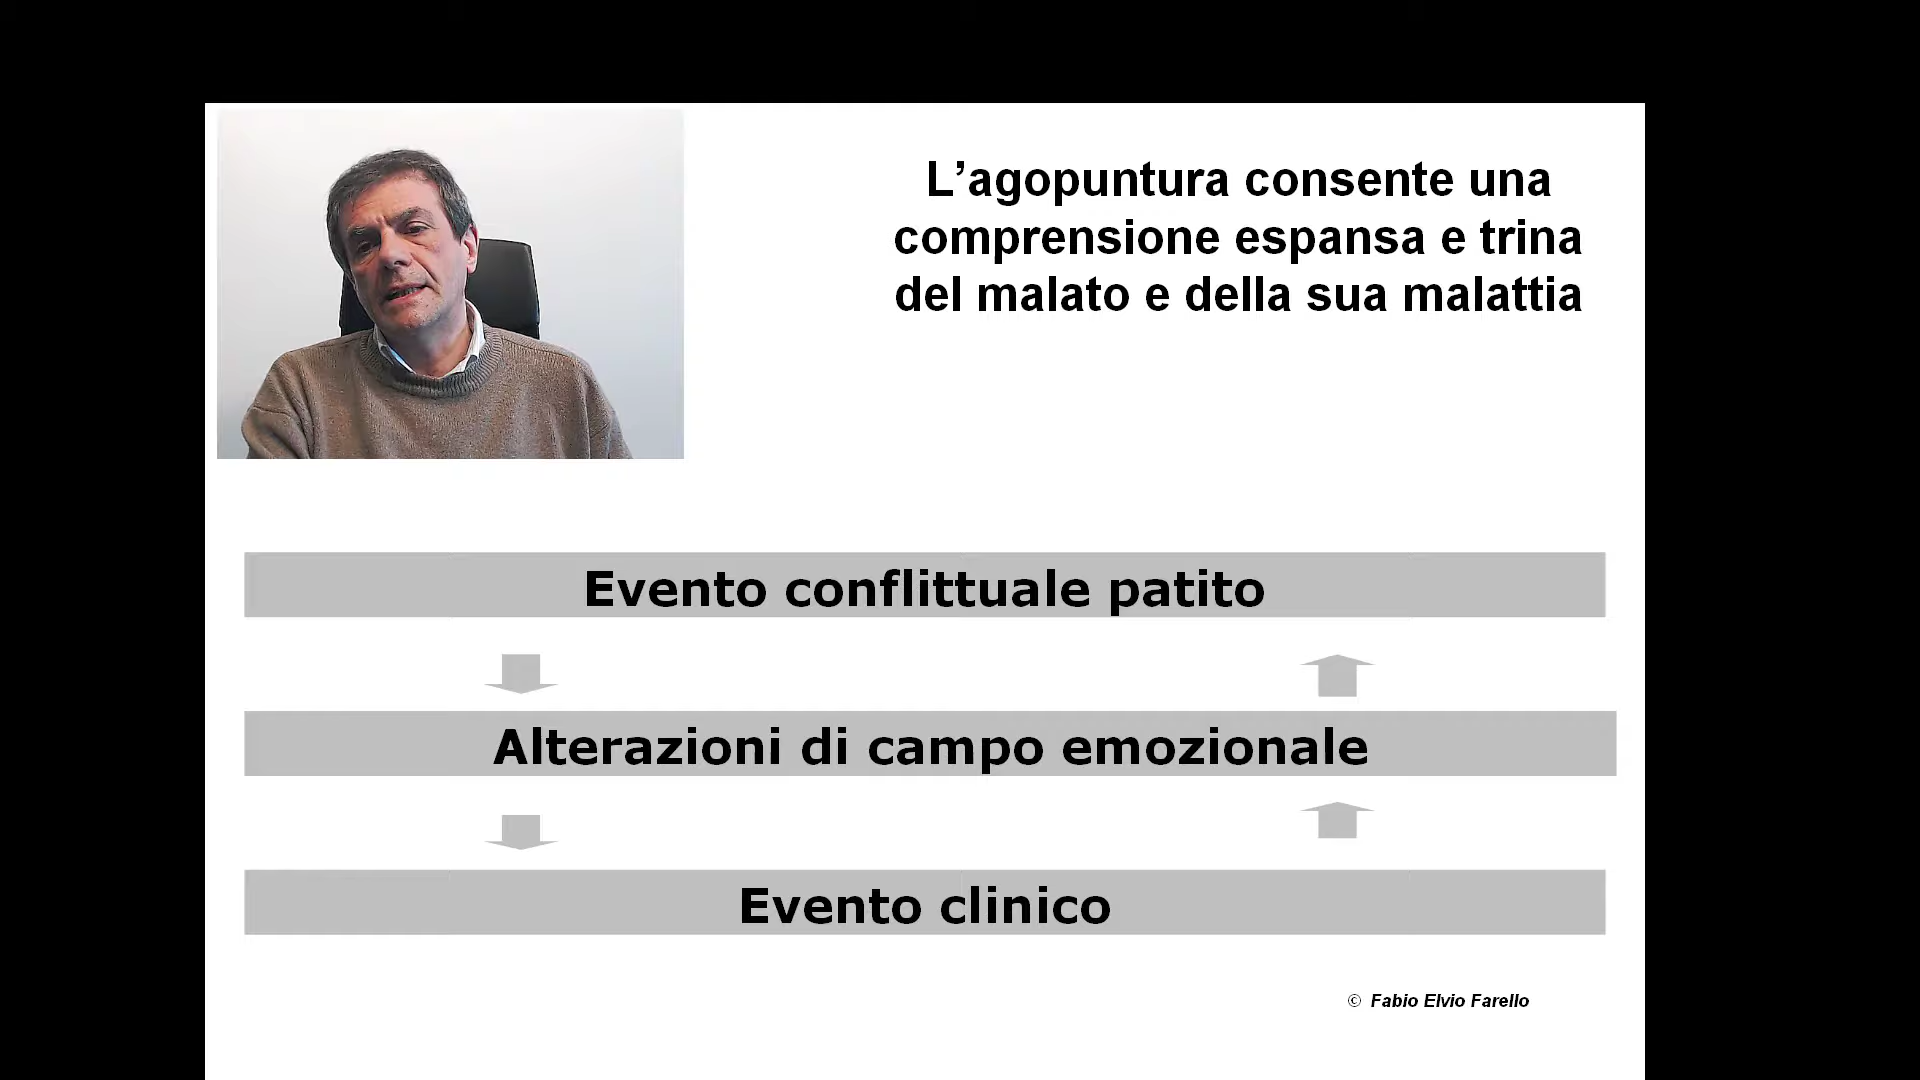 L’agopuntura consente una
comprensione espansa e trina
del malato e della sua malattia
Evento conflittuale patito
Alterazioni di campo emozionale
Evento clinico
© Fabio Elvio Farello